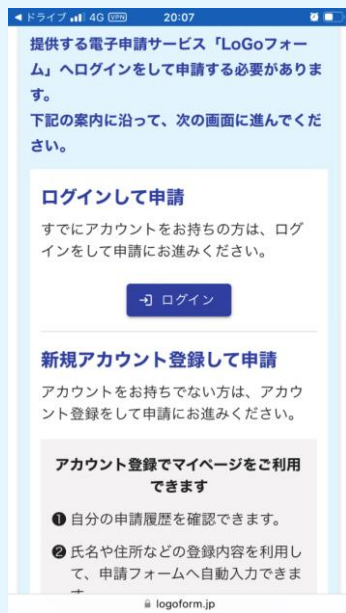 ◀ドライブ 4G VPN 20:07
提供する電子申請サービス「LoGoフォー
ム」へログインをして申請する必要がありま
す。
下記の案内に沿って、次の画面に進んでくだ
さい。
ログインして申請
すでにアカウントをお持ちの方は、ログ
インをして申請にお進みください。
ログイン
新規アカウント登録して申請
アカウントをお持ちでない方は、アカウ
ント登録をして申請にお進みください。
アカウント登録でマイページをご利用
できます
❶ 自分の申請履歴を確認できます。
❷ 氏名や住所などの登録内容を利用し
て、申請フォームへ自動入力できま
logoform.jp